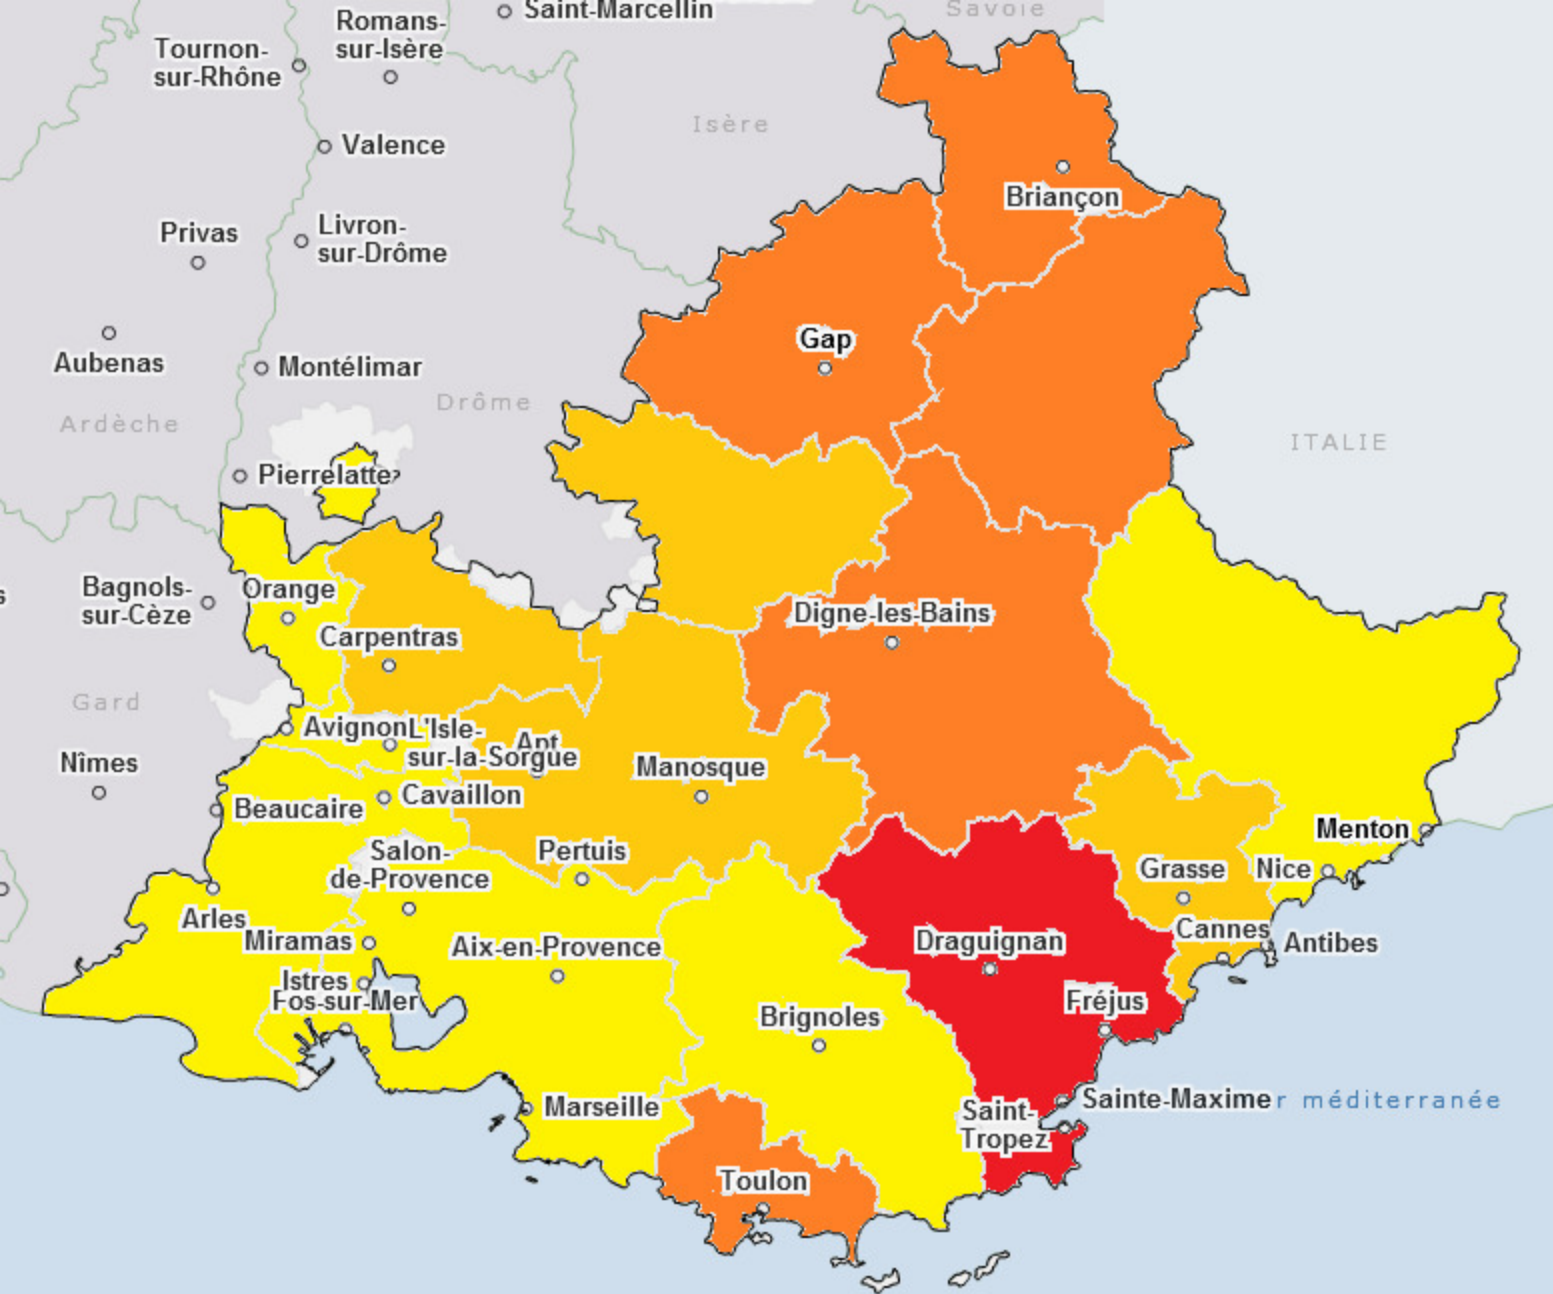 Saint-Marcellin
Savoie
Romans-
sur-Isère
Tournon-
sur-Rhône
Isère
Valence
Briançon
Privas
Livron-
sur-Drôme
Gap
Aubenas
Montélimar
Drôme
Ardèche
ITALIE
Pierrelatte
Bagnols-
sur-Cèze
Orange
Digne-les-Bains
Carpentras
Gard
Avignon
L'Isle-
sur-la-Sorgue
Apt
Nîmes
Manosque
Cavaillon
Beaucaire
Menton
Salon-
de-Provence
Pertuis
Grasse
Nice
Arles
Miramas
Aix-en-Provence
Draguignan
Cannes
Antibes
Istres
Fos-sur-Mer
Fréjus
Brignoles
Marseille
Sainte-Maxime
r méditerranée
Saint-
Tropez
Toulon